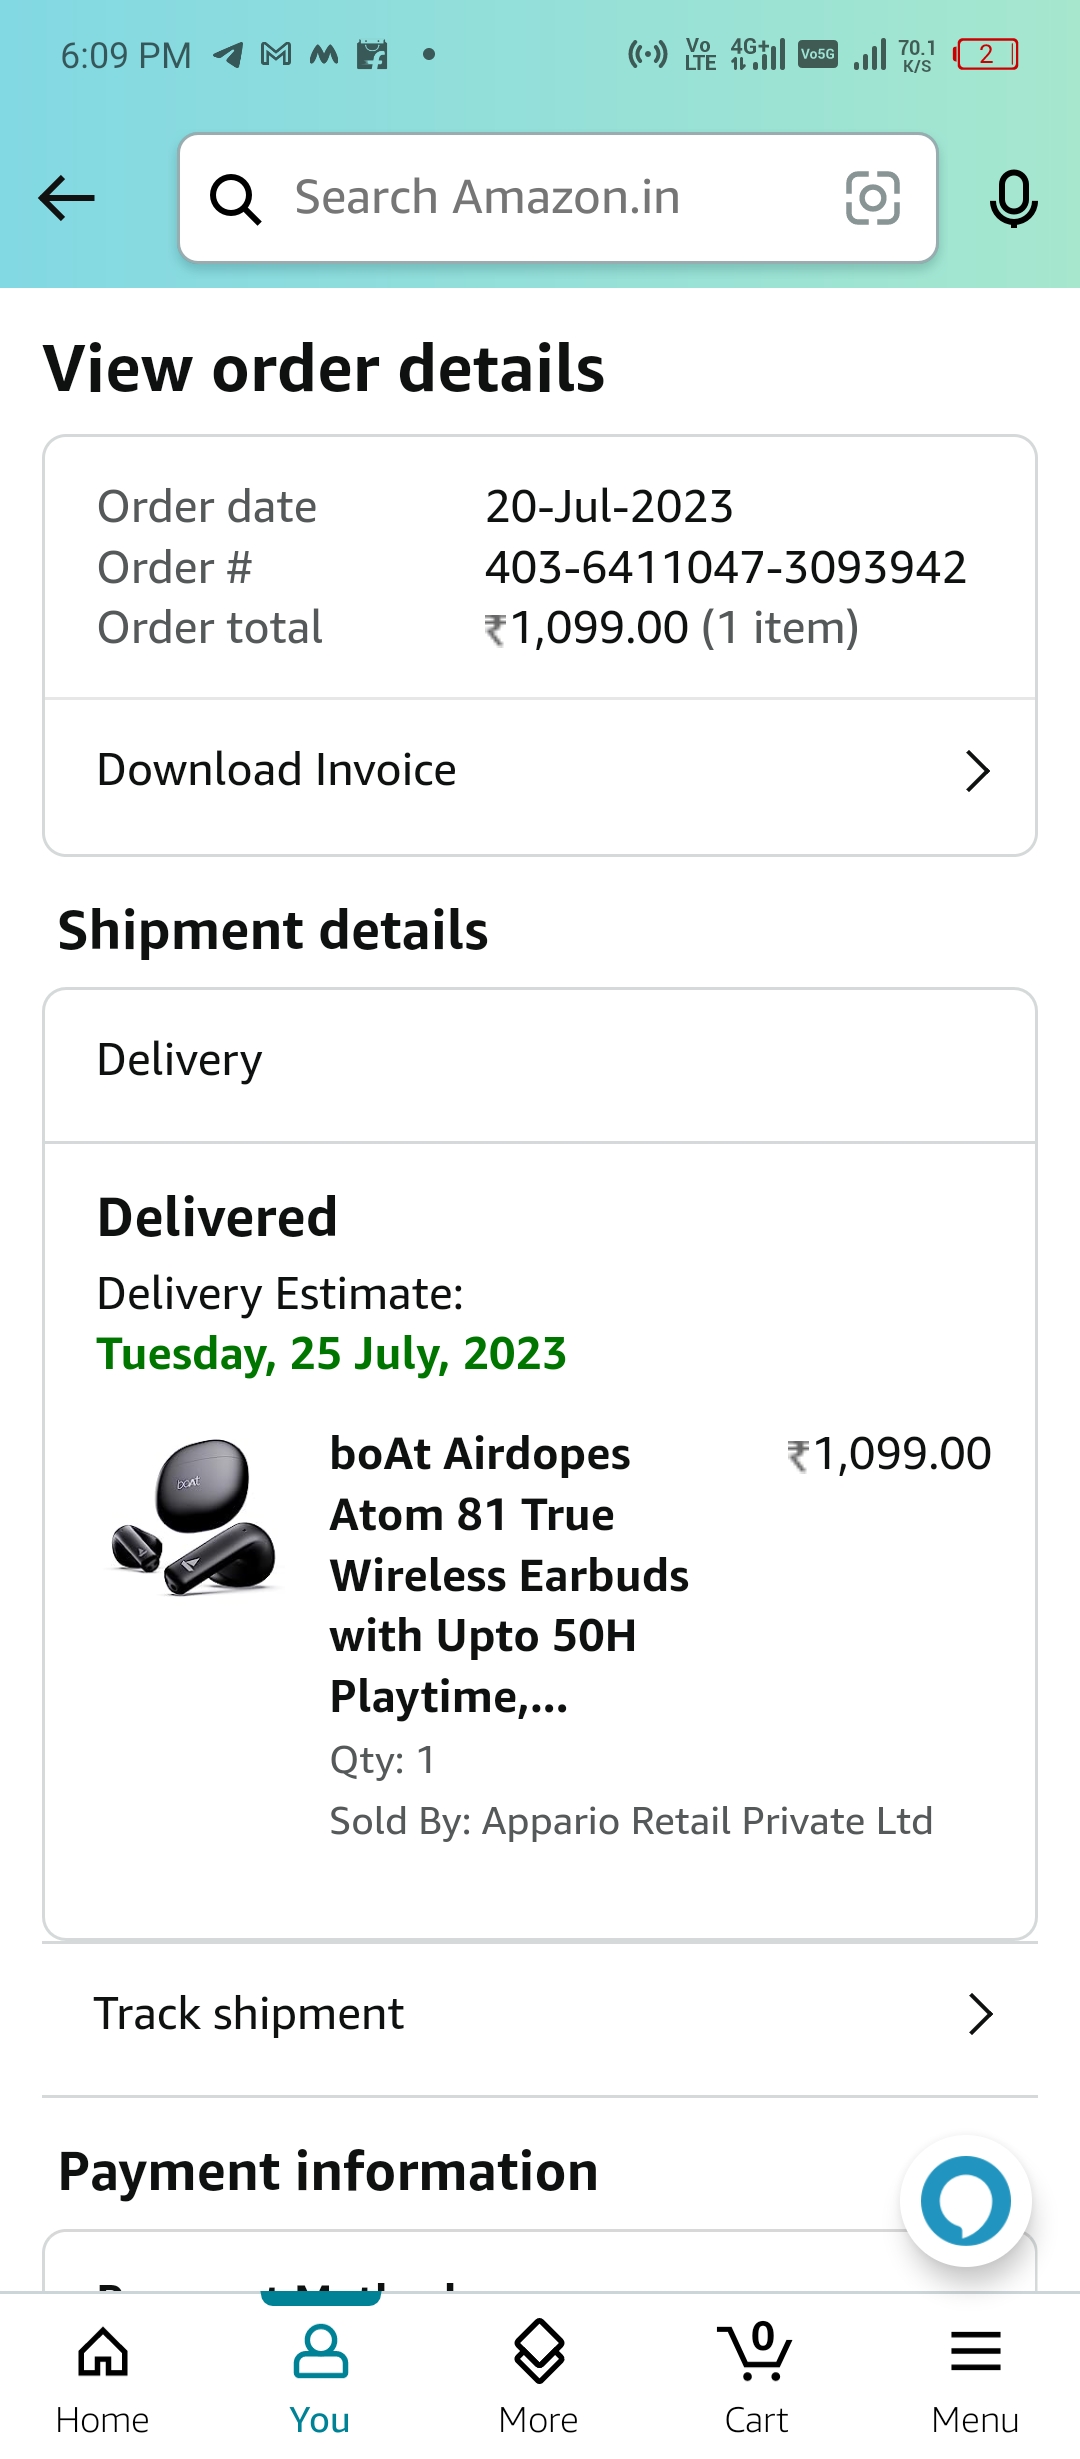 6:09 PM
Vo LTE 4G+ Vo5G 70.1 K/S 2
Search Amazon.in
View order details
Order date 20-Jul-2023
Order # 403-6411047-3093942
Order total ₹1,099.00 (1 item)
Download Invoice
Shipment details
Delivery
Delivered
Delivery Estimate:
Tuesday, 25 July, 2023
boAt
boAt Airdopes ₹1,099.00
Atom 81 True
Wireless Earbuds
with Upto 50H
Playtime,...
Qty: 1
Sold By: Appario Retail Private Ltd
Track shipment
Payment information
0
Home You More Cart Menu